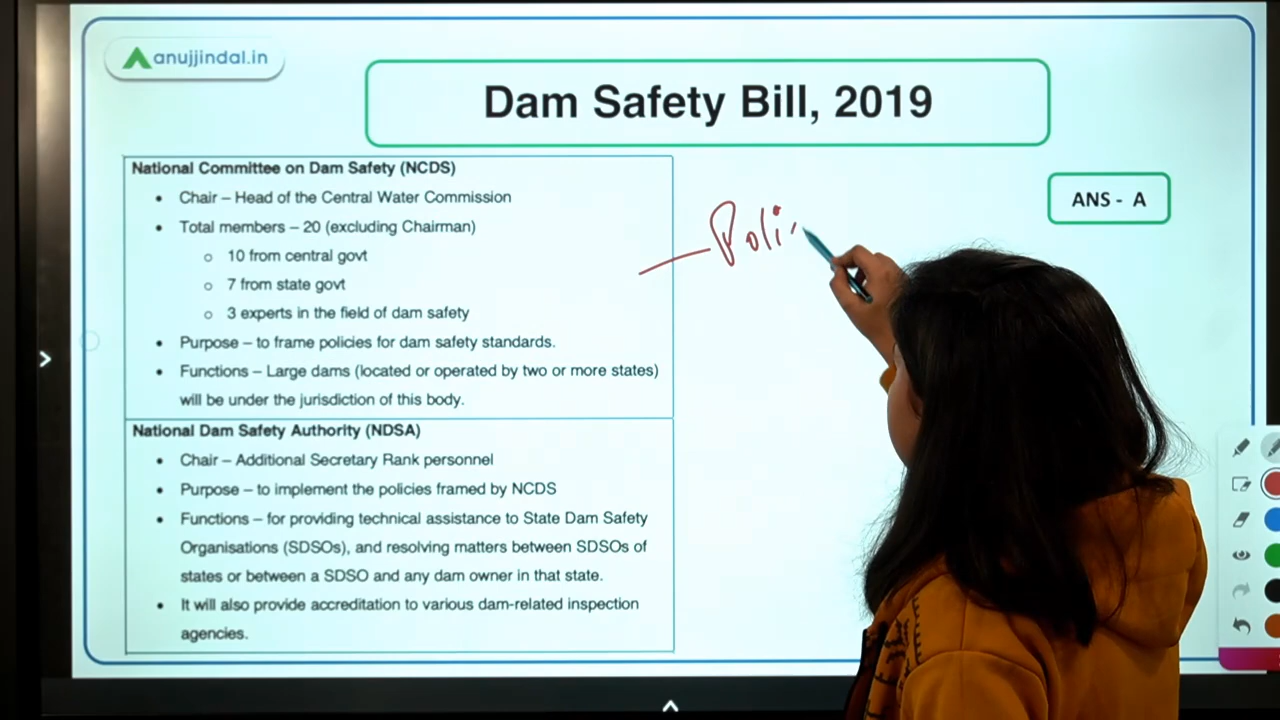 anujjindal.in
Dam Safety Bill, 2019
National Committee on Dam Safety (NCDS)
• Chair – Head of the Central Water Commission
• Total members – 20 (excluding Chairman)
o 10 from central govt
o 7 from state govt
o 3 experts in the field of dam safety
• Purpose – to frame policies for dam safety standards.
• Functions – Large dams (located or operated by two or more states)
will be under the jurisdiction of this body.
National Dam Safety Authority (NDSA)
• Chair – Additional Secretary Rank personnel
• Purpose – to implement the policies framed by NCDS
• Functions – for providing technical assistance to State Dam Safety
Organisations (SDSOs), and resolving matters between SDSOs of
states or between a SDSO and any dam owner in that state.
• It will also provide accreditation to various dam-related inspection
agencies.
ANS - A
Poli